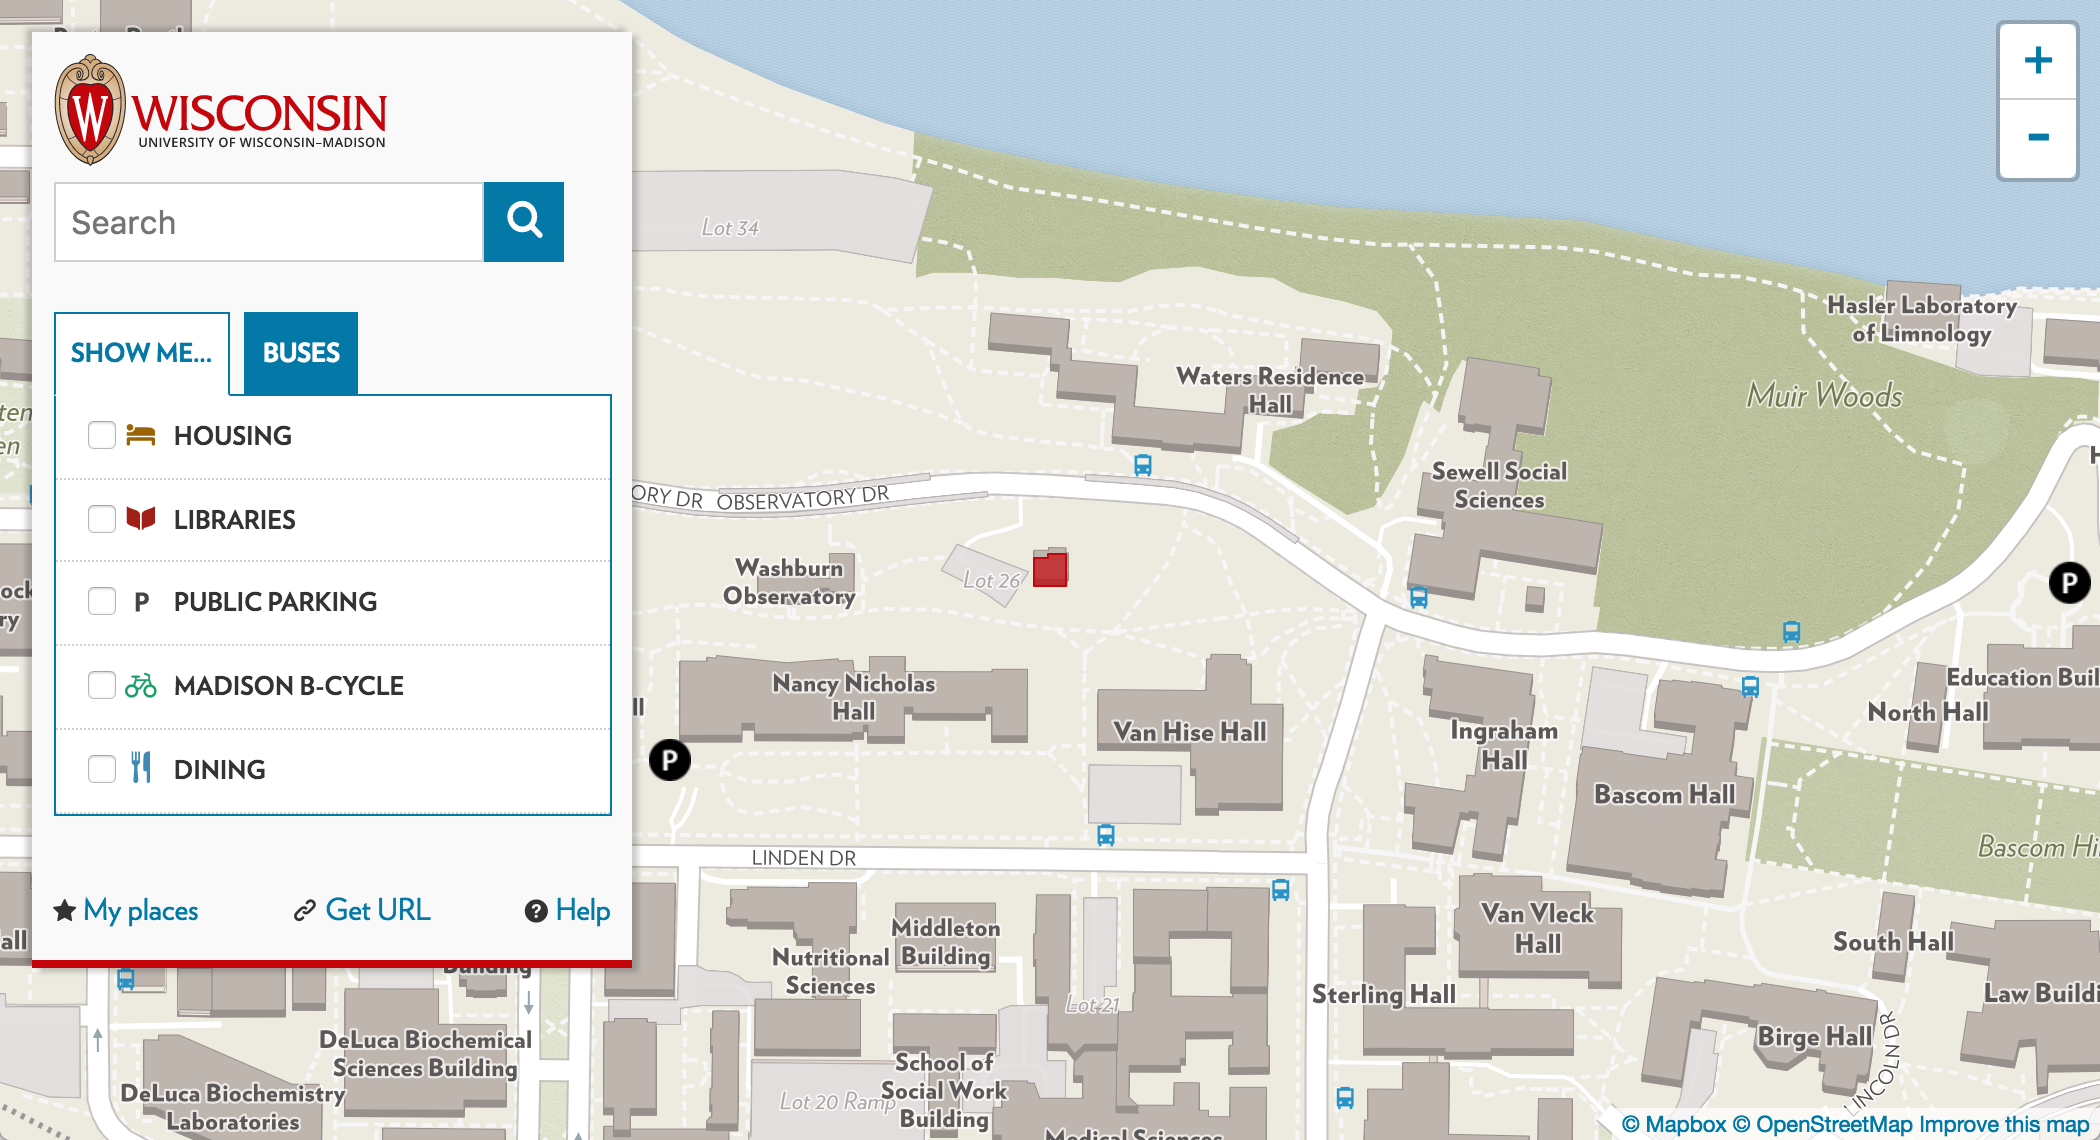 WISCONSIN
UNIVERSITY OF WISCONSIN–MADISON
Search
SHOW ME...
BUSES
HOUSING
LIBRARIES
P PUBLIC PARKING
MADISON B-CYCLE
DINING
My places
Get URL
? Help
+
-
Lot 34
Hasler Laboratory
of Limnology
Waters Residence
Hall
Muir Woods
Sewell Social
Sciences
ORY DR
OBSERVATORY DR
Washburn
Observatory
Lot 26
P
Nancy Nicholas
Hall
Van Hise Hall
Ingraham
Hall
Education Buil
North Hall
P
Bascom Hall
Bascom Hi
LINDEN DR
Van Vleck
Hall
Middleton
Building
Nutritional
Sciences
South Hall
Sterling Hall
Law Buildi
Lot 21
Birge Hall
LINCOLN DR
Building
DeLuca Biochemical
Sciences Building
School of
Social Work
Building
DeLuca Biochemistry
Laboratories
Lot 20 Ramp
Medical Sciences
© Mapbox © OpenStreetMap Improve this map